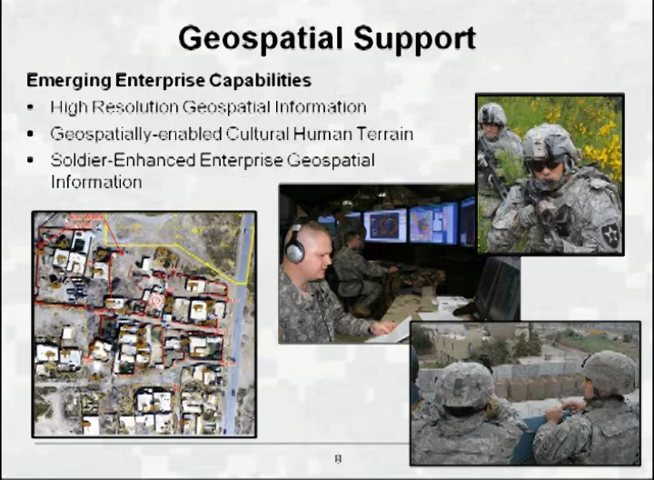 Geospatial Support
Emerging Enterprise Capabilities
• High Resolution Geospatial Information
• Geospatially-enabled Cultural Human Terrain
• Soldier-Enhanced Enterprise Geospatial
Information
8